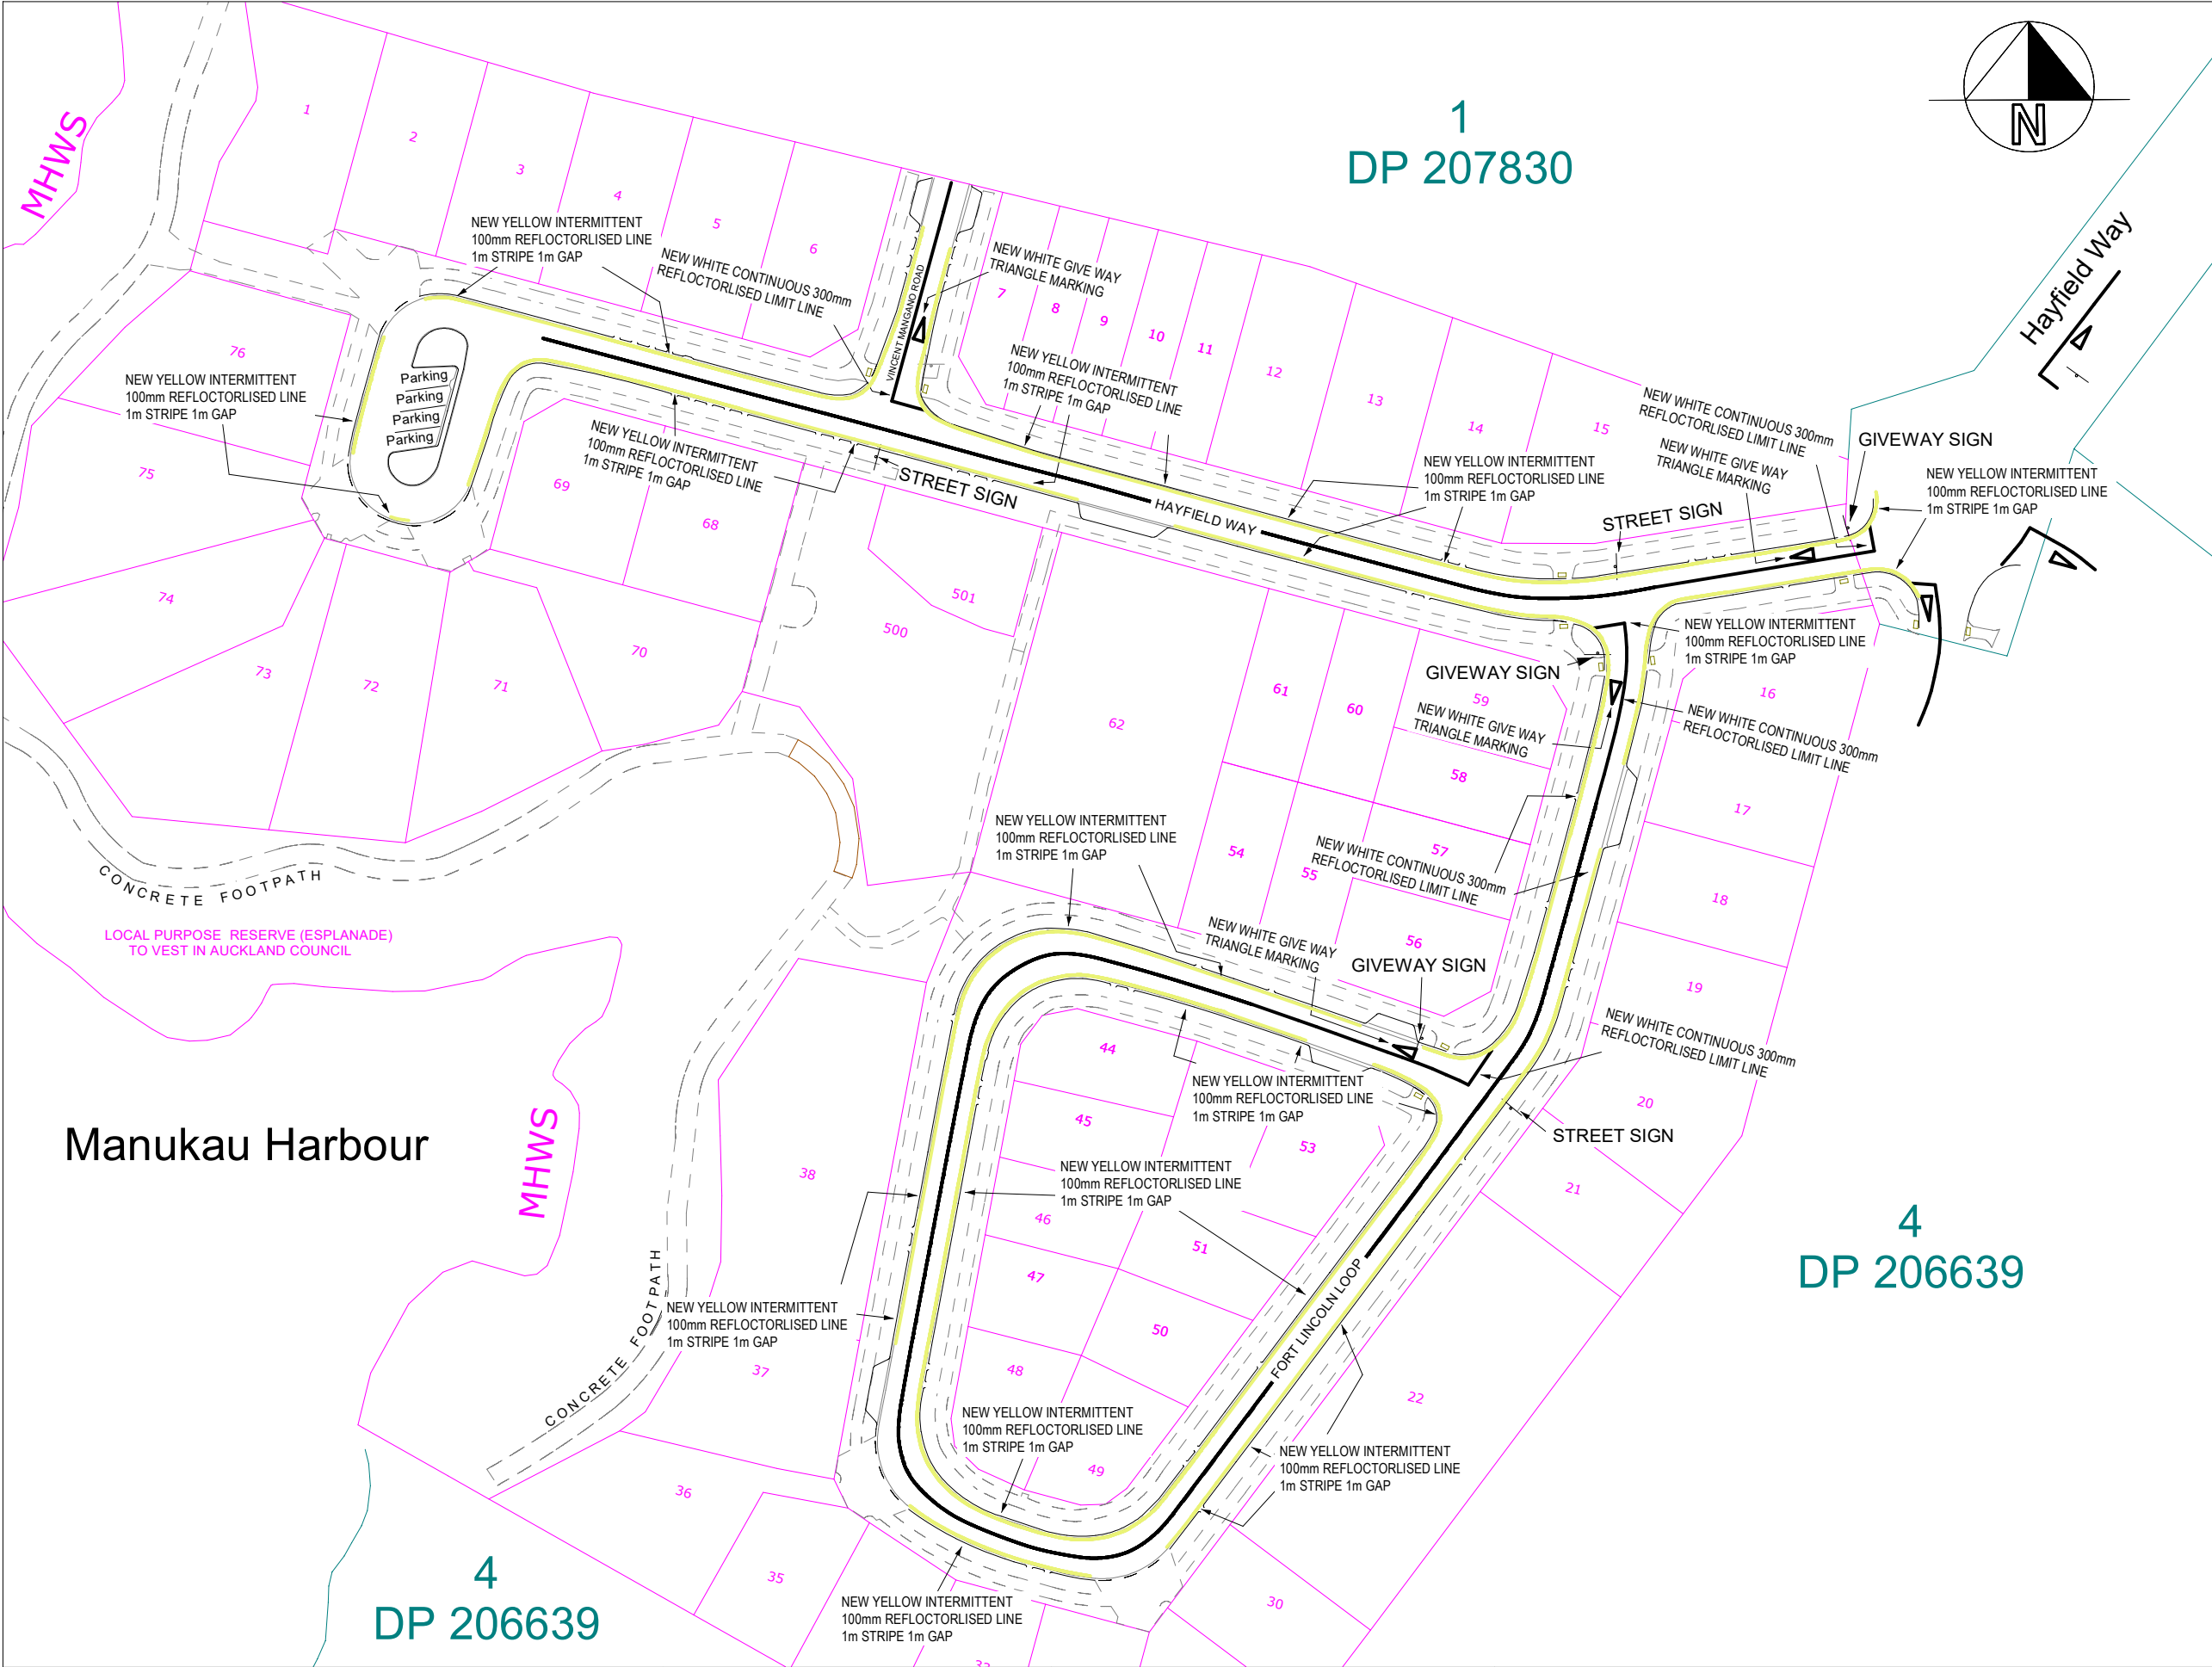 MHWS
1
2
3
4
5
6
1
DP 207830
N
Hayfield Way
NEW YELLOW INTERMITTENT
100mm REFLOCTORLISED LINE
1m STRIPE 1m GAP
NEW WHITE CONTINUOUS 300mm
REFLOCTORLISED LIMIT LINE
VINCENT MANGANO ROAD
NEW WHITE GIVE WAY
TRIANGLE MARKING
7
8
9
10
11
12
13
14
15
NEW YELLOW INTERMITTENT
100mm REFLOCTORLISED LINE
1m STRIPE 1m GAP
76
Parking
Parking
Parking
Parking
NEW YELLOW INTERMITTENT
100mm REFLOCTORLISED LINE
1m STRIPE 1m GAP
75
NEW YELLOW INTERMITTENT
100mm REFLOCTORLISED LINE
1m STRIPE 1m GAP
STREET SIGN
HAYFIELD WAY
NEW YELLOW INTERMITTENT
100mm REFLOCTORLISED LINE
1m STRIPE 1m GAP
NEW WHITE CONTINUOUS 300mm
REFLOCTORLISED LIMIT LINE
NEW WHITE GIVE WAY
TRIANGLE MARKING
GIVEWAY SIGN
NEW YELLOW INTERMITTENT
100mm REFLOCTORLISED LINE
1m STRIPE 1m GAP
STREET SIGN
69
68
501
500
74
73
72
71
70
62
61
60
59
GIVEWAY SIGN
NEW YELLOW INTERMITTENT
100mm REFLOCTORLISED LINE
1m STRIPE 1m GAP
16
NEW WHITE GIVE WAY
TRIANGLE MARKING
NEW WHITE CONTINUOUS 300mm
REFLOCTORLISED LIMIT LINE
58
17
57
54
55
NEW WHITE CONTINUOUS 300mm
REFLOCTORLISED LIMIT LINE
18
NEW YELLOW INTERMITTENT
100mm REFLOCTORLISED LINE
1m STRIPE 1m GAP
CONCRETE FOOTPATH
LOCAL PURPOSE RESERVE (ESPLANADE)
TO VEST IN AUCKLAND COUNCIL
NEW WHITE GIVE WAY
TRIANGLE MARKING
56
GIVEWAY SIGN
19
NEW WHITE CONTINUOUS 300mm
REFLOCTORLISED LIMIT LINE
20
STREET SIGN
21
44
45
NEW YELLOW INTERMITTENT
100mm REFLOCTORLISED LINE
1m STRIPE 1m GAP
53
Manukau Harbour
MHWS
38
NEW YELLOW INTERMITTENT
100mm REFLOCTORLISED LINE
1m STRIPE 1m GAP
46
51
47
50
48
49
4
DP 206639
FORT LINCOLN LOOP
CONCRETE FOOTPATH
NEW YELLOW INTERMITTENT
100mm REFLOCTORLISED LINE
1m STRIPE 1m GAP
37
22
NEW YELLOW INTERMITTENT
100mm REFLOCTORLISED LINE
1m STRIPE 1m GAP
NEW YELLOW INTERMITTENT
100mm REFLOCTORLISED LINE
1m STRIPE 1m GAP
36
35
4
DP 206639
NEW YELLOW INTERMITTENT
100mm REFLOCTORLISED LINE
1m STRIPE 1m GAP
30